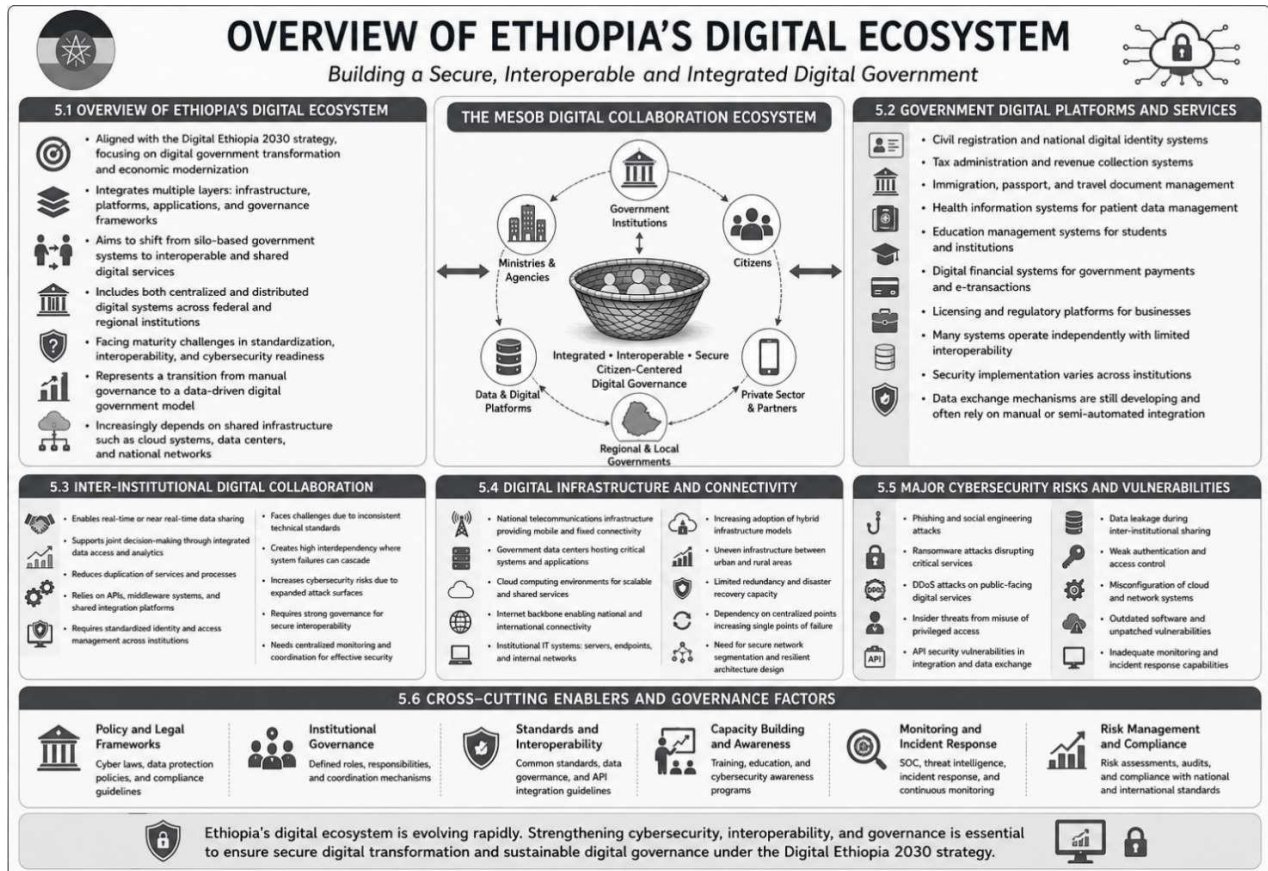 OVERVIEW OF ETHIOPIA'S DIGITAL ECOSYSTEM
Building a Secure, Interoperable and Integrated Digital Government
5.1 OVERVIEW OF ETHIOPIA'S DIGITAL ECOSYSTEM
• Aligned with the Digital Ethiopia 2030 strategy,
focusing on digital government transformation
and economic modernization
• Integrates multiple layers: infrastructure,
platforms, applications, and governance
frameworks
• Aims to shift from silo-based government
systems to interoperable and shared
digital services
• Includes both centralized and distributed
digital systems across federal and
regional institutions
• Facing maturity challenges in standardization,
interoperability, and cybersecurity readiness
• Represents a transition from manual
governance to a data-driven digital
government model
• Increasingly depends on shared infrastructure
such as cloud systems, data centers,
and national networks
THE MESOB DIGITAL COLLABORATION ECOSYSTEM
Government
Institutions
Ministries &
Agencies
Citizens
Integrated • Interoperable • Secure
Citizen-Centered
Digital Governance
Data & Digital
Platforms
Private Sector
& Partners
Regional & Local
Governments
5.2 GOVERNMENT DIGITAL PLATFORMS AND SERVICES
• Civil registration and national digital identity systems
• Tax administration and revenue collection systems
• Immigration, passport, and travel document management
• Health information systems for patient data management
• Education management systems for students
and institutions
• Digital financial systems for government payments
and e-transactions
• Licensing and regulatory platforms for businesses
• Many systems operate independently with limited
interoperability
• Security implementation varies across institutions
• Data exchange mechanisms are still developing and
often rely on manual or semi-automated integration
5.3 INTER-INSTITUTIONAL DIGITAL COLLABORATION
• Enables real-time or near real-time data sharing
• Supports joint decision-making through integrated
data access and analytics
• Reduces duplication of services and processes
• Relies on APIs, middleware systems, and
shared integration platforms
• Requires standardized identity and access
management across institutions
• Faces challenges due to inconsistent
technical standards
• Creates high interdependency where
system failures can cascade
• Increases cybersecurity risks due to
expanded attack surfaces
• Requires strong governance for
secure interoperability
• Needs centralized monitoring and
coordination for effective security
5.4 DIGITAL INFRASTRUCTURE AND CONNECTIVITY
• National telecommunications infrastructure
providing mobile and fixed connectivity
• Government data centers hosting critical
systems and applications
• Cloud computing environments for scalable
and shared services
• Internet backbone enabling national and
international connectivity
• Institutional IT systems: servers, endpoints,
and internal networks
• Increasing adoption of hybrid
infrastructure models
• Uneven infrastructure between
urban and rural areas
• Limited redundancy and disaster
recovery capacity
• Dependency on centralized points
increasing single points of failure
• Need for secure network
segmentation and resilient
architecture design
5.5 MAJOR CYBERSECURITY RISKS AND VULNERABILITIES
• Phishing and social engineering
attacks
• Ransomware attacks disrupting
critical services
DDoS
• DDoS attacks on public-facing
digital services
• Insider threats from misuse of
privileged access
API
• API security vulnerabilities in
integration and data exchange
• Data leakage during
inter-institutional sharing
• Weak authentication and
access control
• Misconfiguration of cloud
and network systems
• Outdated software and
unpatched vulnerabilities
• Inadequate monitoring and
incident response capabilities
5.6 CROSS-CUTTING ENABLERS AND GOVERNANCE FACTORS
Policy and Legal
Frameworks
Cyber laws, data protection
policies, and compliance
guidelines
Institutional
Governance
Defined roles, responsibilities,
and coordination mechanisms
Standards and
Interoperability
Common standards, data
governance, and API
integration guidelines
Capacity Building
and Awareness
Training, education, and
cybersecurity awareness
programs
Monitoring and
Incident Response
SOC, threat intelligence,
incident response, and
continuous monitoring
Risk Management
and Compliance
Risk assessments, audits,
and compliance with national
and international standards
Ethiopia's digital ecosystem is evolving rapidly. Strengthening cybersecurity, interoperability, and governance is essential
to ensure secure digital transformation and sustainable digital governance under the Digital Ethiopia 2030 strategy.